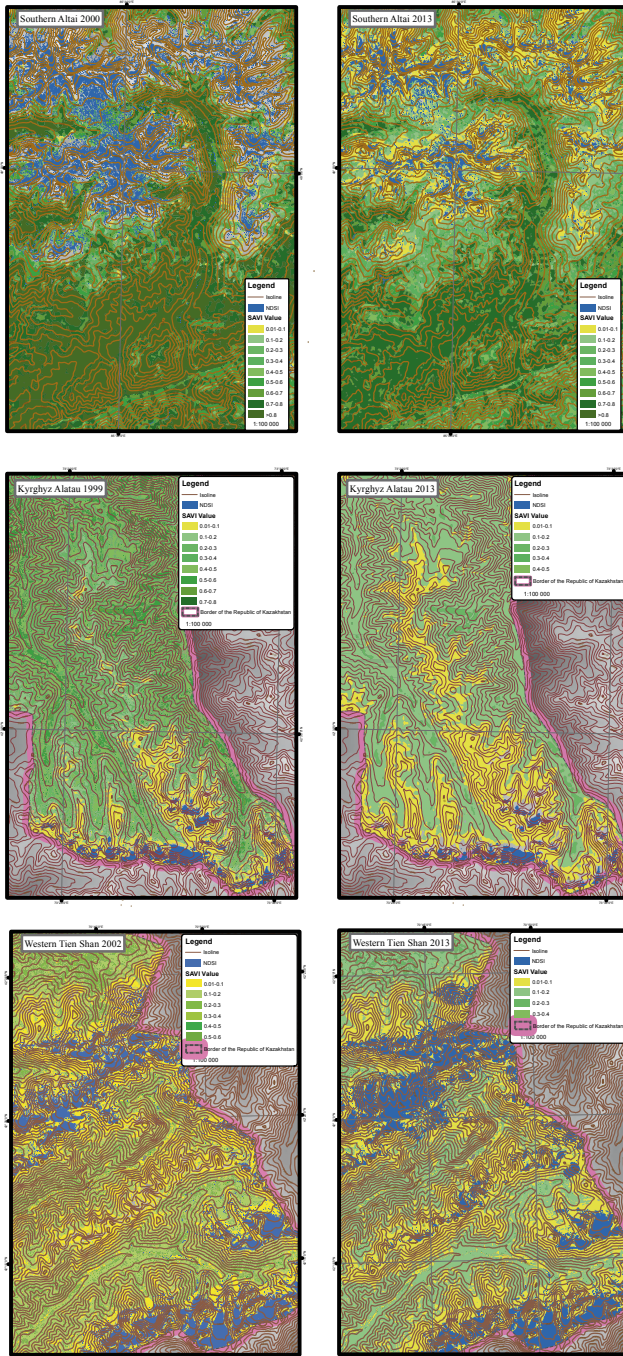 Southern Altai 2000
Legend
Isoline
NDSI
SAVI Value
0.01-0.1
0.1-0.2
0.2-0.3
0.3-0.4
0.4-0.5
0.5-0.6
0.6-0.7
0.7-0.8
>0.8
1:100 000
Southern Altai 2013
Legend
Isoline
NDSI
SAVI Value
0.01-0.1
0.1-0.2
0.2-0.3
0.3-0.4
0.4-0.5
0.5-0.6
0.6-0.7
0.7-0.8
>0.8
1:100 000
Kyrghyz Alatau 1999
Legend
Isoline
NDSI
SAVI Value
0.01-0.1
0.1-0.2
0.2-0.3
0.3-0.4
0.4-0.5
0.5-0.6
0.6-0.7
0.7-0.8
Border of the Republic of Kazakhstan
1:100 000
Kyrghyz Alatau 2013
Legend
Isoline
NDSI
SAVI Value
0.01-0.1
0.1-0.2
0.2-0.3
0.3-0.4
0.4-0.5
Border of the Republic of Kazakhstan
1:100 000
Western Tien Shan 2002
Legend
Isoline
NDSI
SAVI Value
0.01-0.1
0.1-0.2
0.2-0.3
0.3-0.4
0.4-0.5
0.5-0.6
Border of the Republic of Kazakhstan
1:100 000
Western Tien Shan 2013
Legend
Isoline
NDSI
SAVI Value
0.01-0.1
0.1-0.2
0.2-0.3
0.3-0.4
Border of the Republic of Kazakhstan
1:100 000